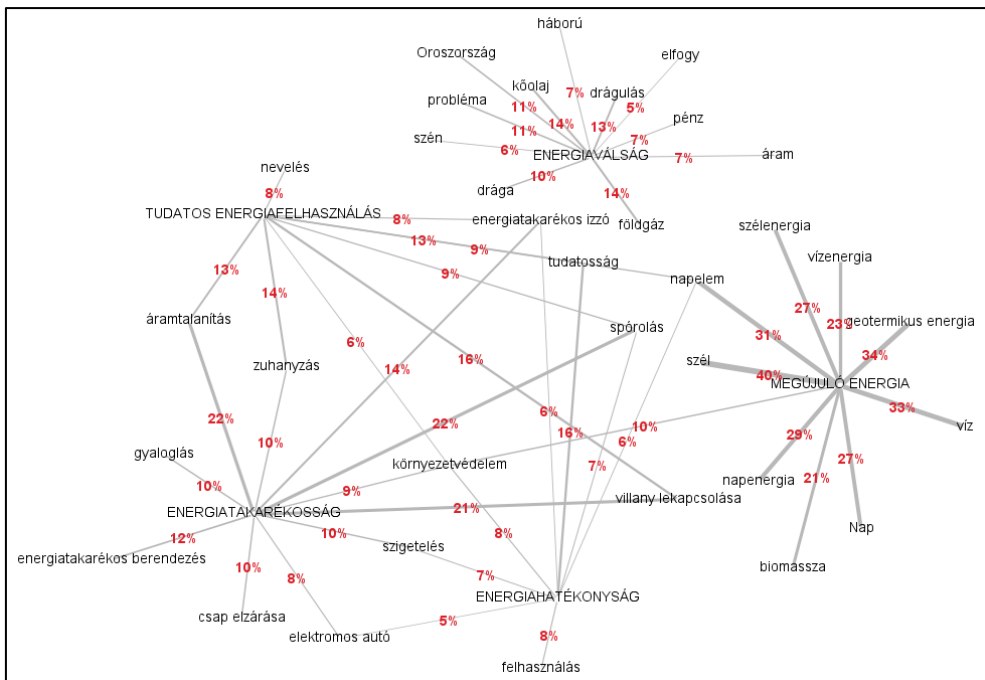 háború
Oroszország
elfogy
kőolaj
drágulás
7%
probléma
11%
5%
pénz
14%
13%
11%
szén
7%
6%
ENERGIAVÁLSÁG
7%
áram
nevelés
10%
drága
14%
8%
TUDATOS ENERGIAFELHASZNÁLÁS
8%
energiatakarékos izzó
földgáz
szélenergia
13%
9%
vízenergia
13%
9%
tudatosság
napelem
14%
27%
áramtalanítás
spórolás
23%
geotermikus energia
31%
6%
34%
zuhanyzás
14%
16%
szél
40%
MEGÚJULÓ ENERGIA
33%
22%
22%
6%
víz
10%
16%
10%
29%
gyaloglás
10%
6%
27%
környezetvédelem
7%
napenergia
21%
10%
9%
villany lekapcsolása
ENERGIATAKARÉKOSSÁG
21%
Nap
12%
10%
8%
energiatakarékos berendezés
szigetelés
biomassza
10%
8%
7%
ENERGIAHATÉKONYSÁG
csap elzárása
5%
elektromos autó
8%
felhasználás